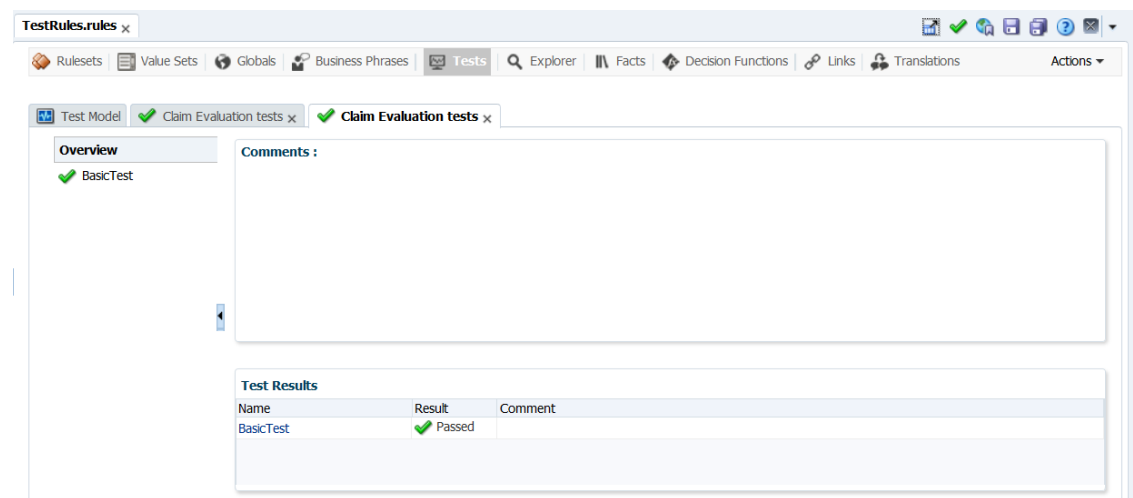 TestRules.rules x
Rulesets Value Sets Globals Business Phrases Tests Explorer Facts Decision Functions Links Translations Actions
Test Model Claim Evaluation tests x Claim Evaluation tests x
Overview
BasicTest
Comments :
Test Results
Name Result Comment
BasicTest Passed